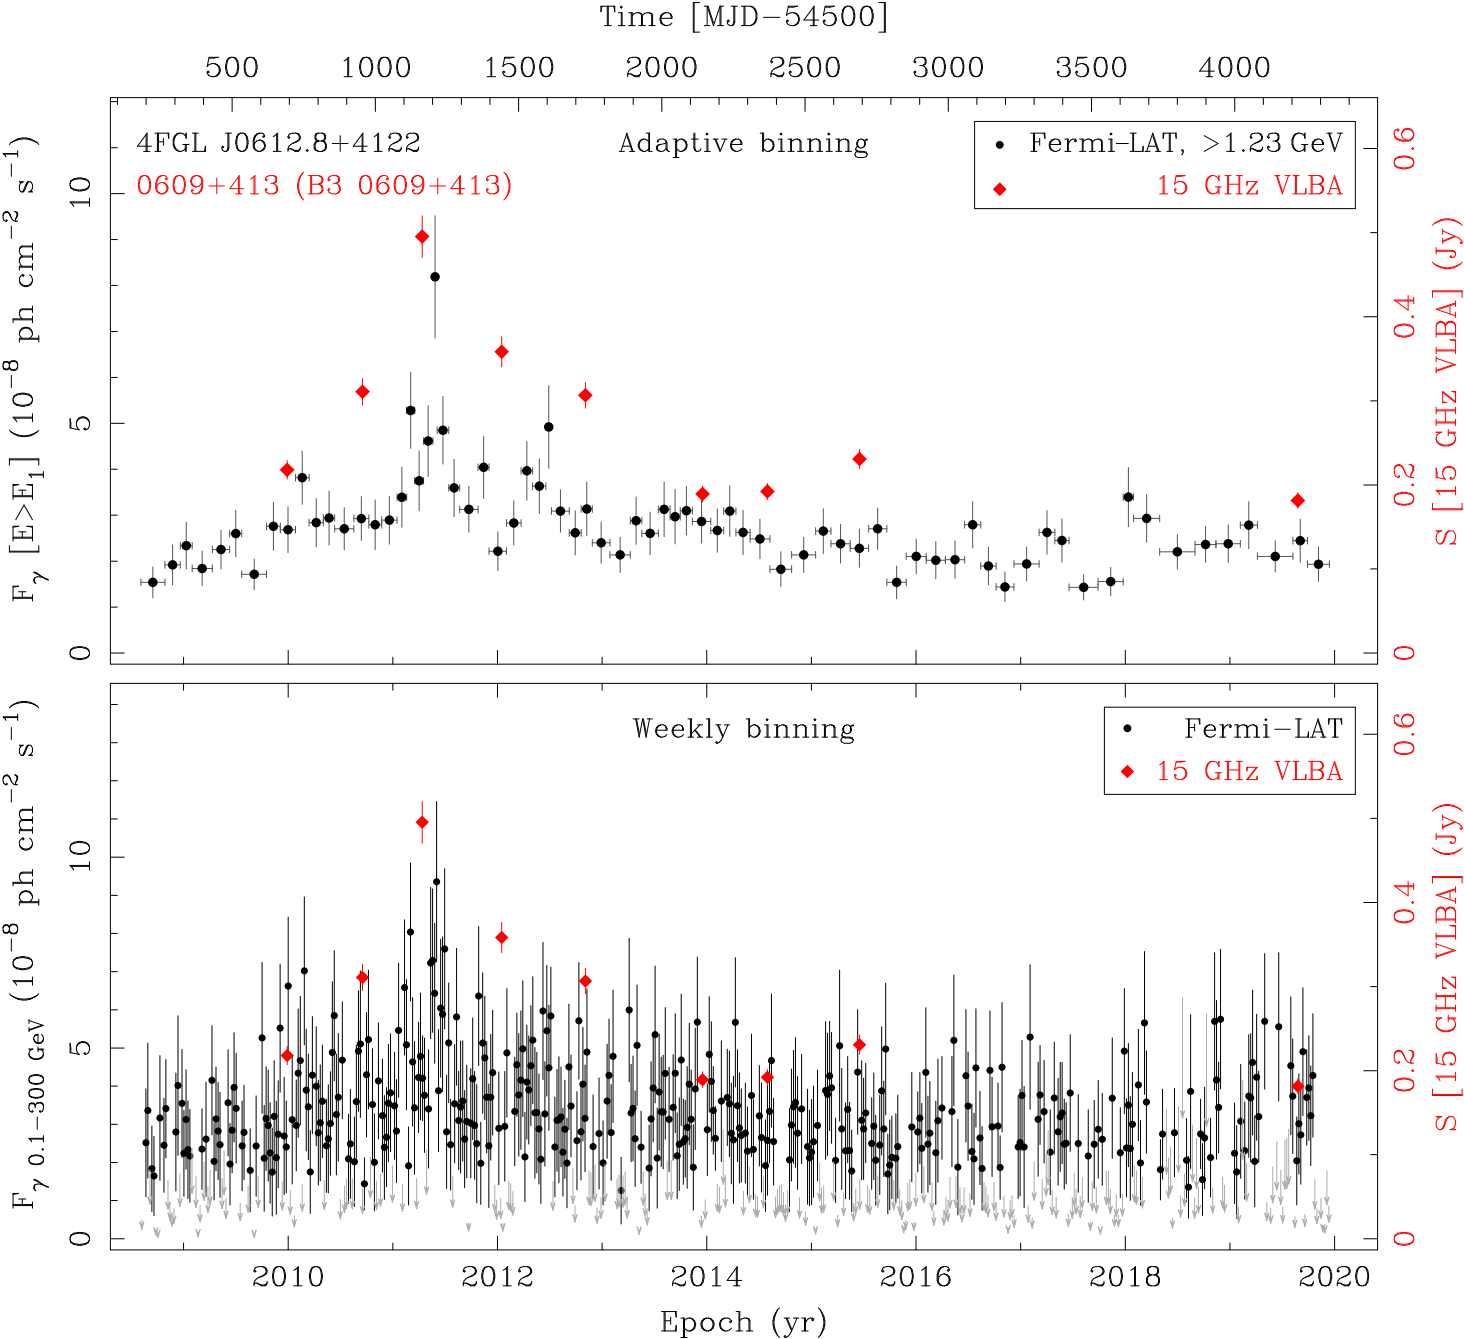 Time [MJD−54500]
500 1000 1500 2000 2500 3000 3500 4000
4FGL J0612.8+4122
0609+413 (B3 0609+413)
Adaptive binning
Fermi−LAT, >1.23 GeV
15 GHz VLBA
F γ [E>E1] (10−8 ph cm−2 s−1)
0 5 10
S [15 GHz VLBA] (Jy)
0 0.2 0.4 0.6
Weekly binning
Fermi−LAT
15 GHz VLBA
F γ 0.1−300 GeV (10−8 ph cm−2 s−1)
0 5 10
S [15 GHz VLBA] (Jy)
0 0.2 0.4 0.6
2010 2012 2014 2016 2018 2020
Epoch (yr)